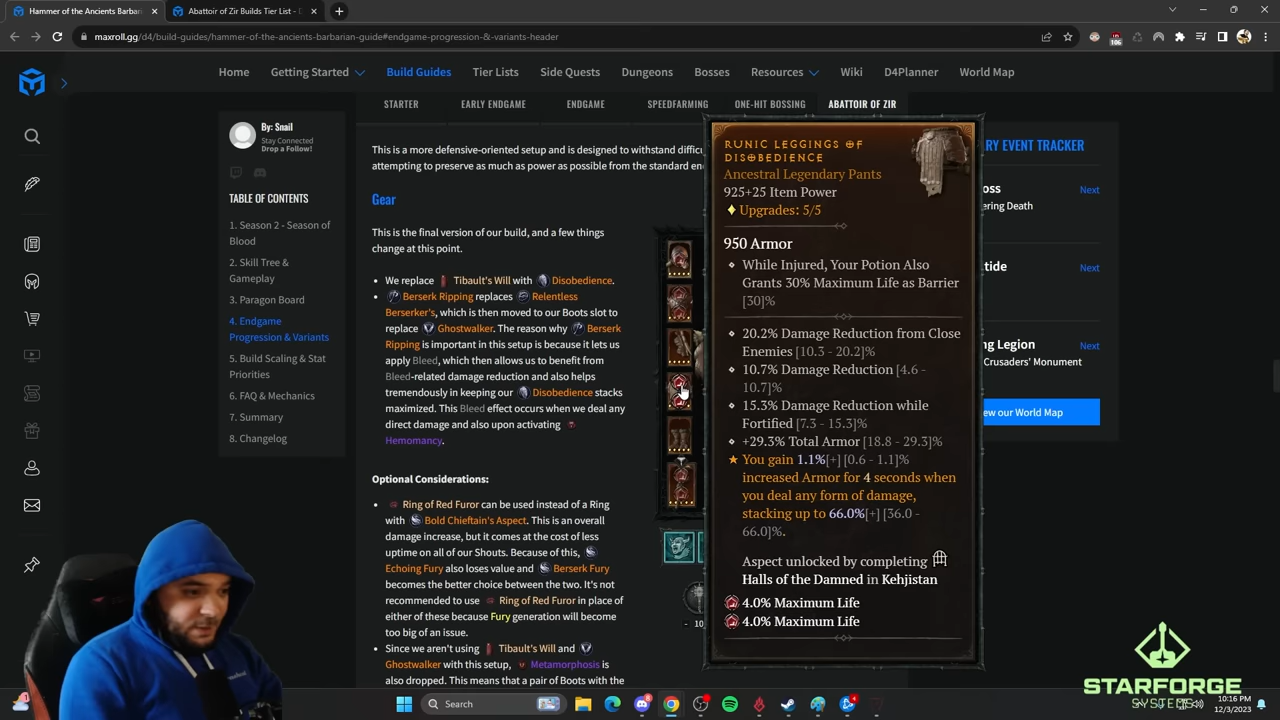 Hammer of the Ancients Barbari
Abattoir of Zir Builds Tier List - D
maxroll.gg/d4/build-guides/hammer-of-the-ancients-barbarian-guide#endgame-progression-&-variants-header
106
Home
Getting Started
Build Guides
Tier Lists
Side Quests
Dungeons
Bosses
Resources
Wiki
D4Planner
World Map
STARTER
EARLY ENDGAME
ENDGAME
SPEEDFARMING
ONE-HIT BOSSING
ABATTOIR OF ZIR
By: Snail
Stay Connected
Drop a Follow!
TABLE OF CONTENTS
1. Season 2 - Season of
Blood
2. Skill Tree &
Gameplay
3. Paragon Board
4. Endgame
Progression & Variants
5. Build Scaling & Stat
Priorities
6. FAQ & Mechanics
7. Summary
8. Changelog
This is a more defensive-oriented setup and is designed to withstand
attempting to preserve as much as power as possible from the standard
Gear
This is the final version of our build, and a few things
change at this point.
• We replace Tibault's Will with Disobedience.
• Berserk Ripping replaces Relentless
Berserker's, which is then moved to our Boots slot to
replace Ghostwalker. The reason why Berserk
Ripping is important in this setup is because it lets us
apply Bleed, which then allows us to benefit from
Bleed-related damage reduction and also helps
tremendously in keeping our Disobedience stacks
maximized. This Bleed effect occurs when we deal any
direct damage and also upon activating
Hemomancy.
Optional Considerations:
• Ring of Red Furor can be used instead of a Ring
with Bold Chieftain's Aspect. This is an overall
damage increase, but it comes at the cost of less
uptime on all of our Shouts. Because of this,
Echoing Fury also loses value and Berserk Fury
becomes the better choice between the two. It's not
recommended to use Ring of Red Furor in place of
either of these because Fury generation will become
too big of an issue.
• Since we aren't using Tibault's Will and
Ghostwalker with this setup, Metamorphosis is
also dropped. This means that a pair of Boots with the
RUNIC LEGGINGS OF
DISOBEDIENCE
Ancestral Legendary Pants
925+25 Item Power
Upgrades: 5/5
950 Armor
While Injured, Your Potion Also
Grants 30% Maximum Life as Barrier
[30]%
20.2% Damage Reduction from Close
Enemies [10.3 - 20.2]%
10.7% Damage Reduction [4.6 -
10.7]%
15.3% Damage Reduction while
Fortified [7.3 - 15.3]%
+29.3% Total Armor [18.8 - 29.3]%
★ You gain 1.1%[+] [0.6 - 1.1]%
increased Armor for 4 seconds when
you deal any form of damage,
stacking up to 66.0%[+] [36.0 -
66.0]%.
Aspect unlocked by completing
Halls of the Damned in Kehjistan
4.0% Maximum Life
4.0% Maximum Life
RY EVENT TRACKER
oss
Next
ering Death
tide
Next
ng Legion
Next
Crusaders' Monument
ew our World Map
Search
STARFORGE
SYSTEMS
10:16 PM
12/3/2023